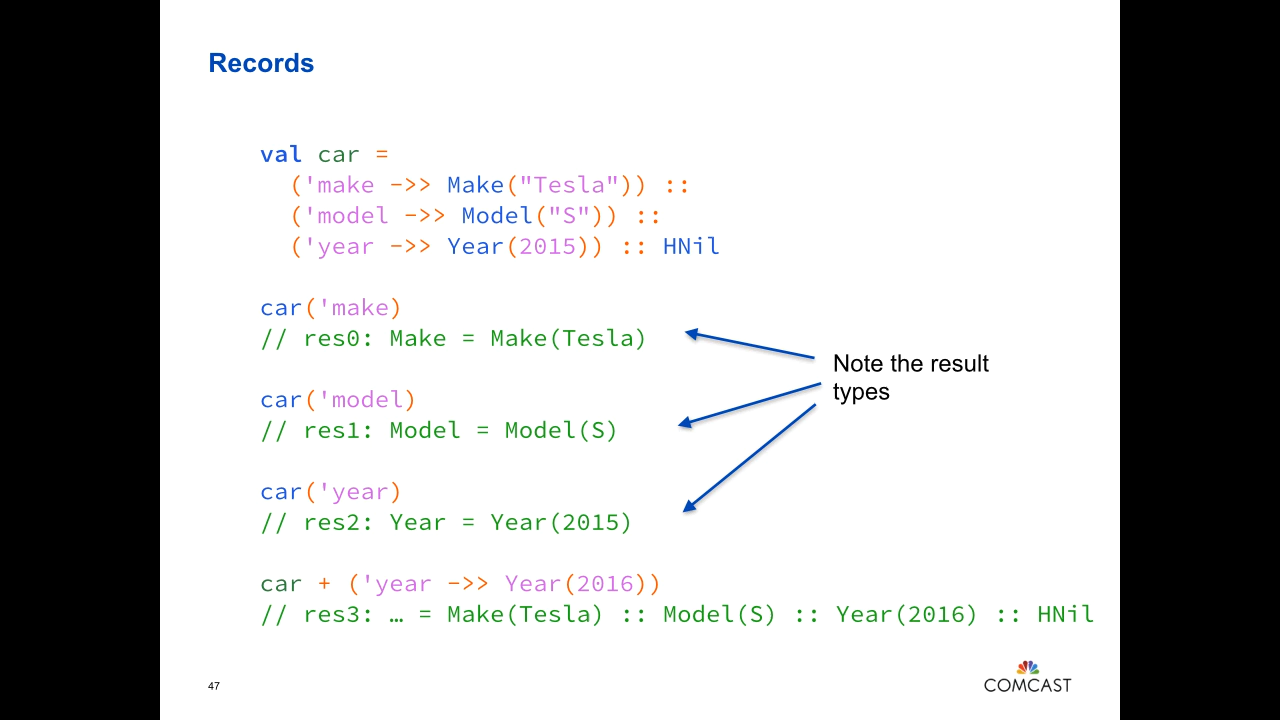 Records
val car =
('make ->> Make("Tesla")) ::
('model ->> Model("S")) ::
('year ->> Year(2015)) :: HNil
car('make)
// res0: Make = Make(Tesla)
car('model)
// res1: Model = Model(S)
car('year)
// res2: Year = Year(2015)
car + ('year ->> Year(2016))
// res3: … = Make(Tesla) :: Model(S) :: Year(2016) :: HNil
Note the result
types
47
COMCAST